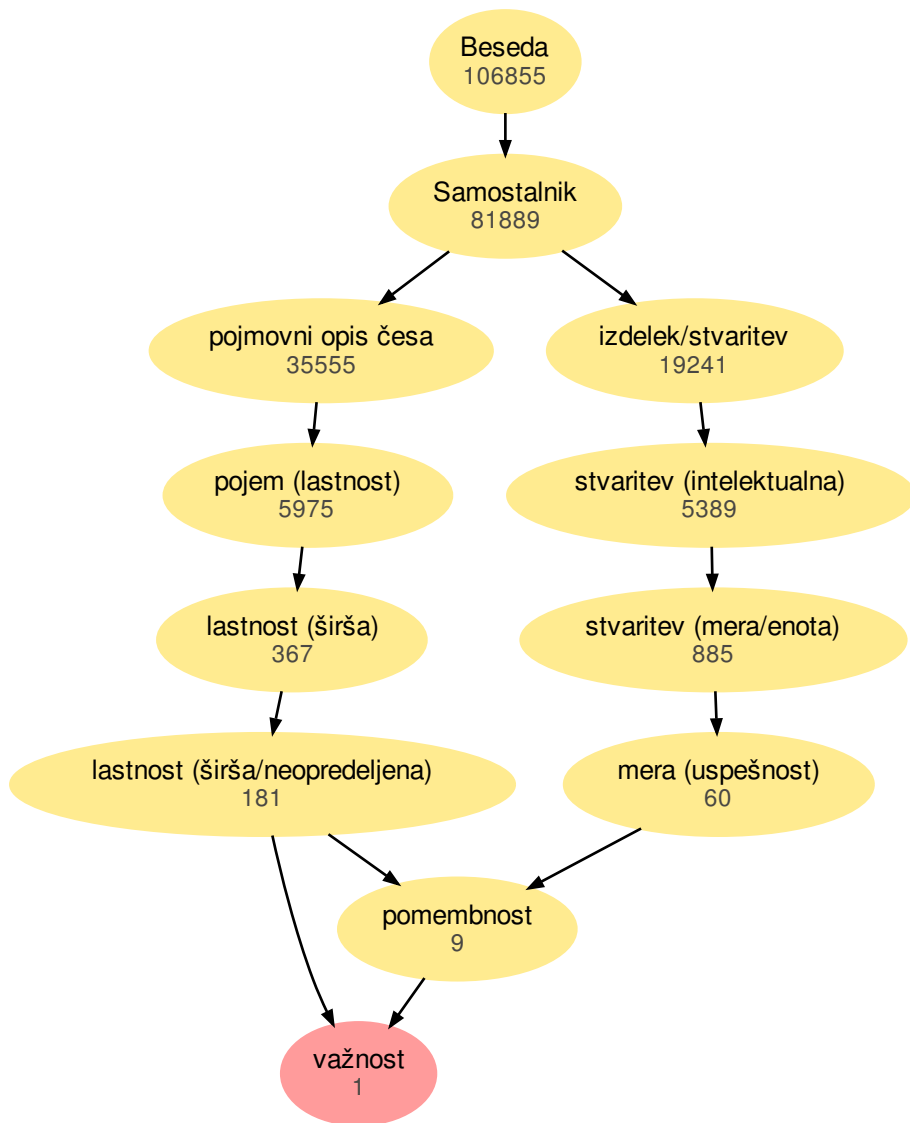 Beseda
106855
Samostalnik
81889
pojmovni opis česa
35555
izdelek/stvaritev
19241
pojem (lastnost)
5975
stvaritev (intelektualna)
5389
lastnost (širša)
367
stvaritev (mera/enota)
885
lastnost (širša/neopredeljena)
181
mera (uspešnost)
60
pomembnost
9
važnost
1